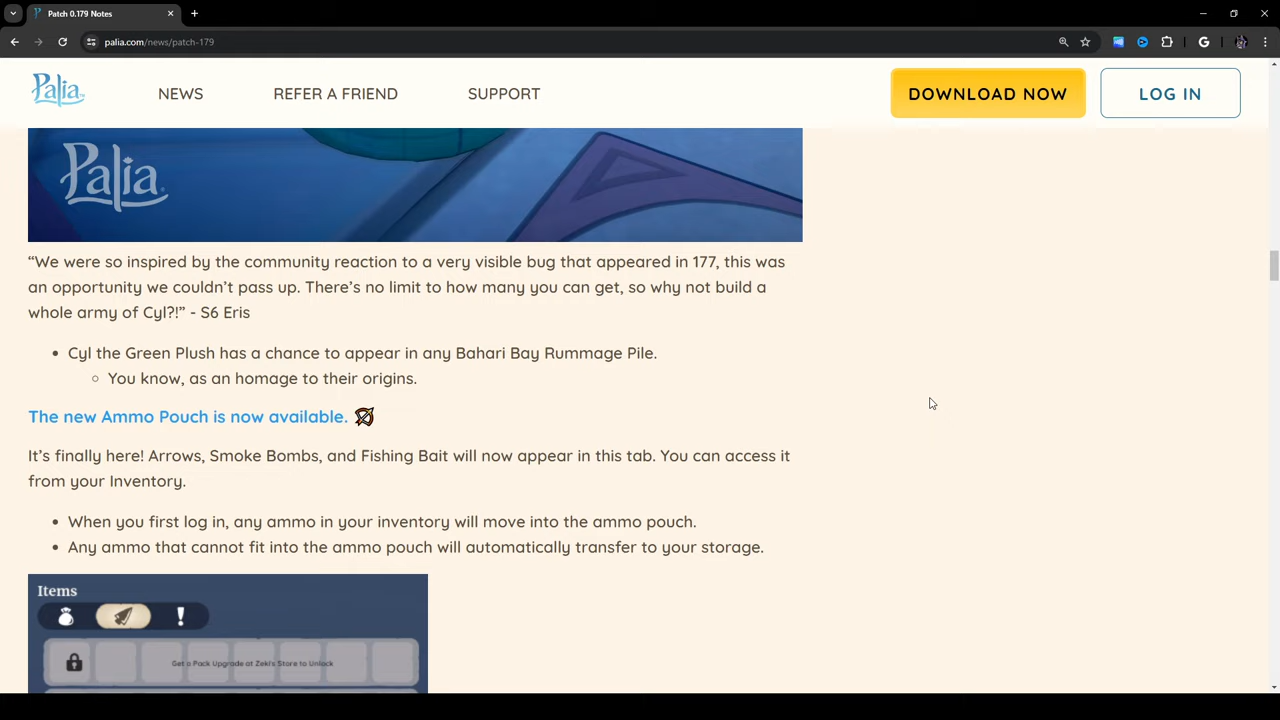 Patch 0.179 Notes
palia.com/news/patch-179
Palia
NEWS
REFER A FRIEND
SUPPORT
DOWNLOAD NOW
LOG IN
Palia
“We were so inspired by the community reaction to a very visible bug that appeared in 177, this was
an opportunity we couldn’t pass up. There’s no limit to how many you can get, so why not build a
whole army of Cyl?!” - S6 Eris
• Cyl the Green Plush has a chance to appear in any Bahari Bay Rummage Pile.
○ You know, as an homage to their origins.
The new Ammo Pouch is now available.
It’s finally here! Arrows, Smoke Bombs, and Fishing Bait will now appear in this tab. You can access it
from your Inventory.
• When you first log in, any ammo in your inventory will move into the ammo pouch.
• Any ammo that cannot fit into the ammo pouch will automatically transfer to your storage.
Items
Get a Pack Upgrade at Zeki's Store to Unlock